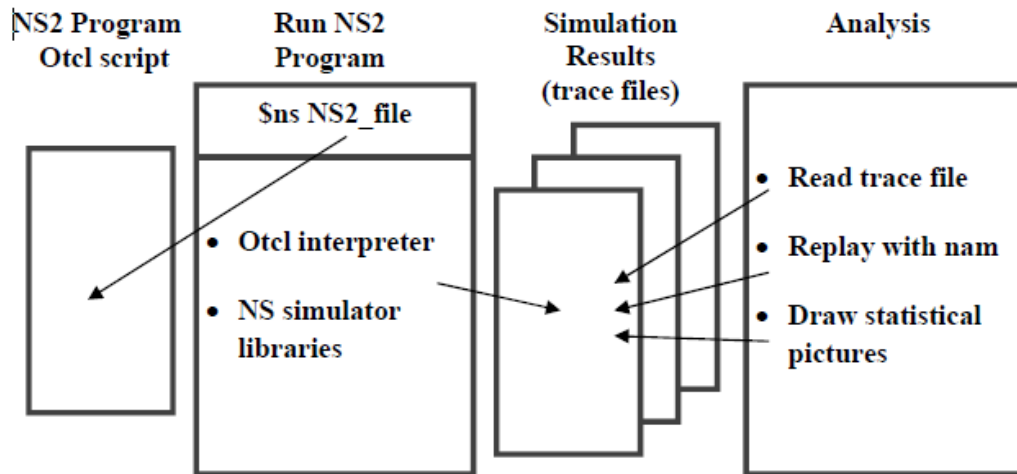 NS2 Program
Otcl script
Run NS2
Program
Simulation
Results
(trace files)
Analysis
$ns NS2_file
• Otcl interpreter
• NS simulator
libraries
• Read trace file
• Replay with nam
• Draw statistical
pictures